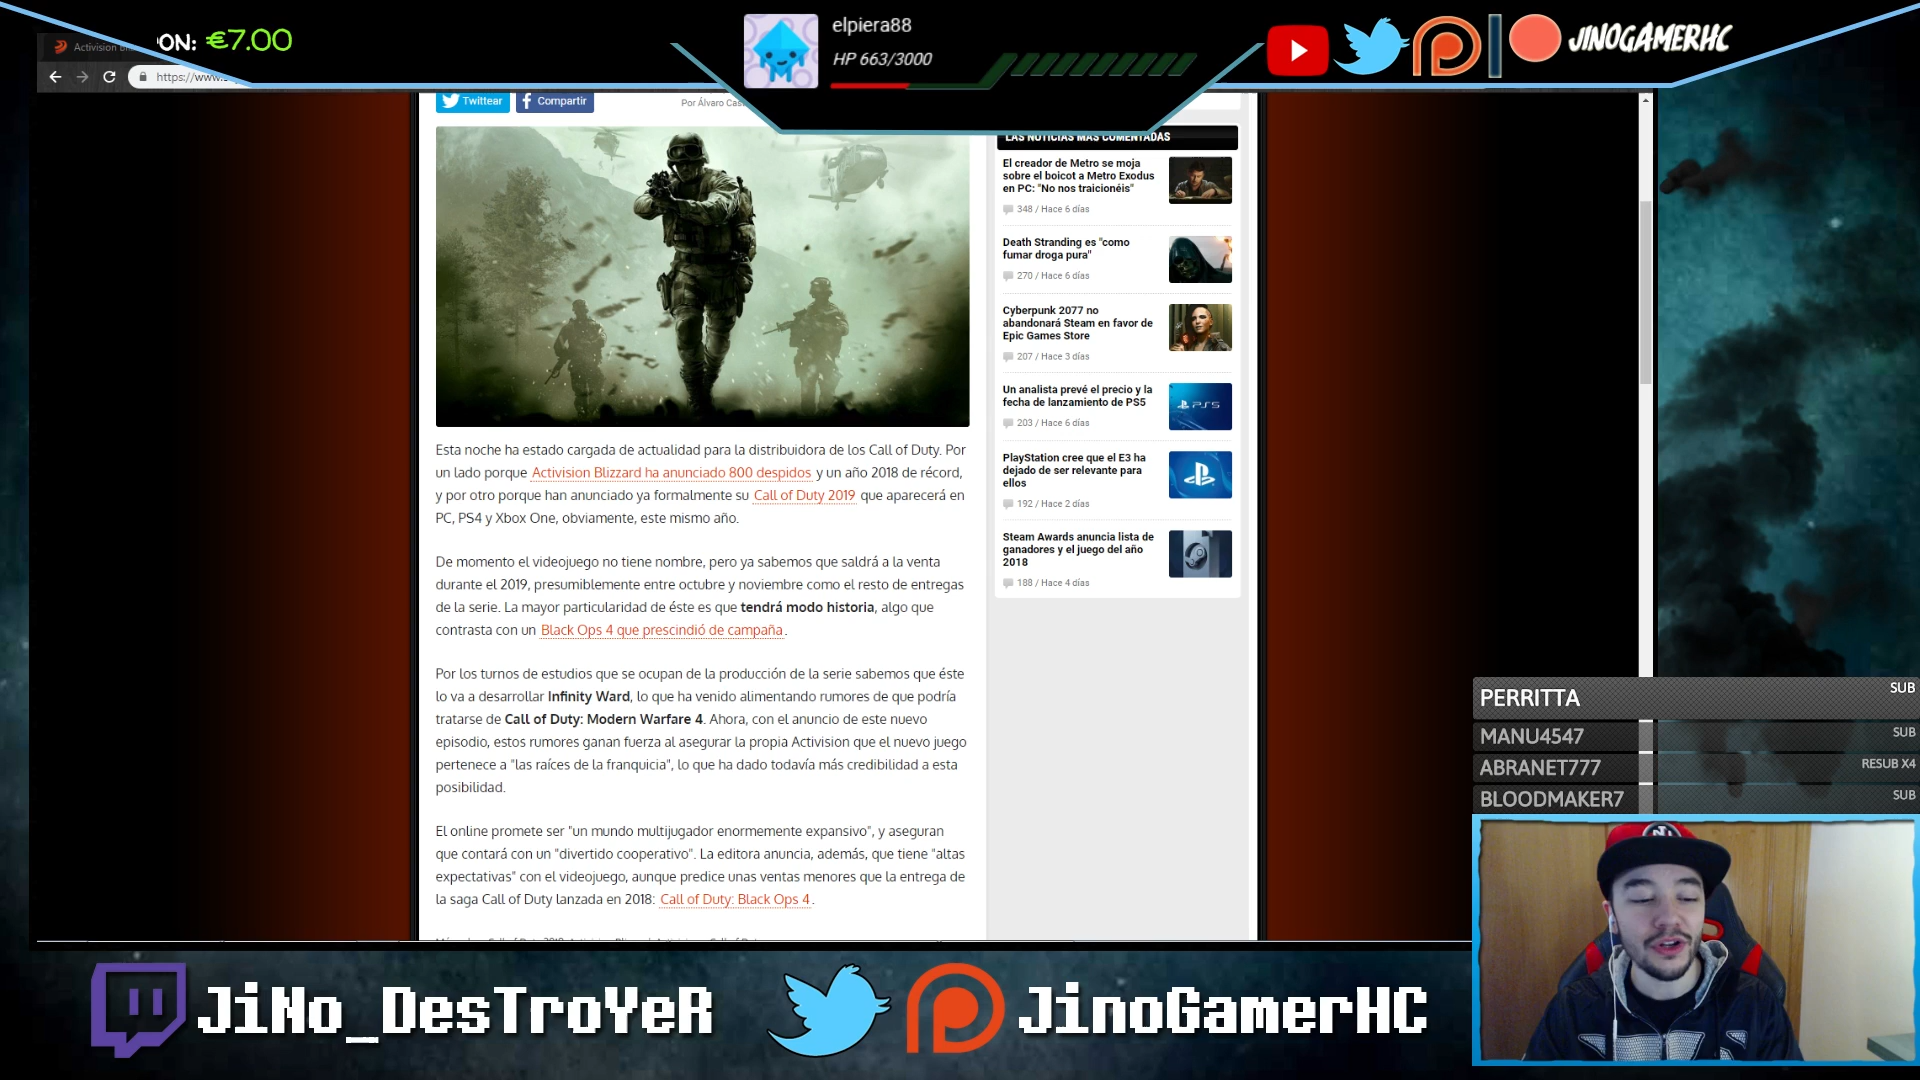 ON: €7.00
elpiera88
HP 663/3000
JINOGAMERHC
https://www.
Twittear
Compartir
Por Álvaro
LAS NOTICIAS MÁS COMENTADAS
El creador de Metro se moja
sobre el boicot a Metro Exodus
en PC: "No nos traicionéis"
348 / Hace 6 días
Death Stranding es "como
fumar droga pura"
270 / Hace 6 días
Cyberpunk 2077 no
abandonará Steam en favor de
Epic Games Store
207 / Hace 3 días
Un analista prevé el precio y la
fecha de lanzamiento de PS5
203 / Hace 6 días
PS5
PlayStation cree que el E3 ha
dejado de ser relevante para
ellos
192 / Hace 2 días
Steam Awards anuncia lista de
ganadores y el juego del año
2018
188 / Hace 4 días
Esta noche ha estado cargada de actualidad para la distribuidora de los Call of Duty. Por
un lado porque Activision Blizzard ha anunciado 800 despidos y un año 2018 de récord,
y por otro porque han anunciado ya formalmente su Call of Duty 2019 que aparecerá en
PC, PS4 y Xbox One, obviamente, este mismo año.
De momento el videojuego no tiene nombre, pero ya sabemos que saldrá a la venta
durante el 2019, presumiblemente entre octubre y noviembre como el resto de entregas
de la serie. La mayor particularidad de éste es que tendrá modo historia, algo que
contrasta con un Black Ops 4 que prescindió de campaña.
Por los turnos de estudios que se ocupan de la producción de la serie sabemos que éste
lo va a desarrollar Infinity Ward, lo que ha venido alimentando rumores de que podría
tratarse de Call of Duty: Modern Warfare 4. Ahora, con el anuncio de este nuevo
episodio, estos rumores ganan fuerza al asegurar la propia Activision que el nuevo juego
pertenece a "las raíces de la franquicia", lo que ha dado todavía más credibilidad a esta
posibilidad.
El online promete ser "un mundo multijugador enormemente expansivo", y aseguran
que contará con un "divertido cooperativo". La editora anuncia, además, que tiene "altas
expectativas" con el videojuego, aunque predice unas ventas menores que la entrega de
la saga Call of Duty lanzada en 2018: Call of Duty: Black Ops 4.
PERRITTA SUB
MANU4547 SUB
ABRANET777 RESUB X4
BLOODMAKER7 SUB
JiNo_DesTroYeR
JinoGamerHC